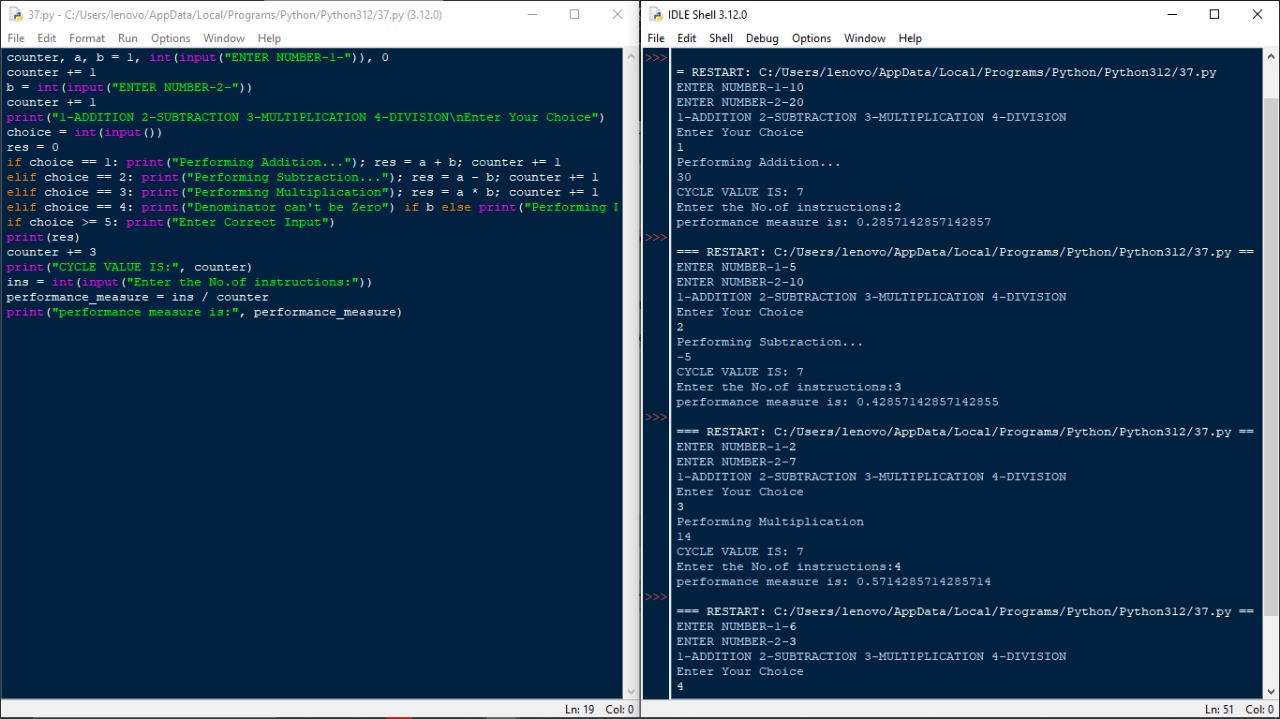 37.py - C:/Users/lenovo/AppData/Local/Programs/Python/Python312/37.py (3.12.0)
File Edit Format Run Options Window Help
counter, a, b = 1, int(input("ENTER NUMBER-1-")), 0
counter += 1
b = int(input("ENTER NUMBER-2-"))
counter += 1
print("1-ADDITION 2-SUBTRACTION 3-MULTIPLICATION 4-DIVISION\nEnter Your Choice")
choice = int(input())
res = 0
if choice == 1: print("Performing Addition..."); res = a + b; counter += 1
elif choice == 2: print("Performing Subtraction..."); res = a - b; counter += 1
elif choice == 3: print("Performing Multiplication"); res = a * b; counter += 1
elif choice == 4: print("Denominator can't be Zero") if b else print("Performing
if choice >= 5: print("Enter Correct Input")
print(res)
counter += 3
print("CYCLE VALUE IS:", counter)
ins = int(input("Enter the No.of instructions:"))
performance_measure = ins / counter
print("performance measure is:", performance_measure)
Ln: 19 Col: 0
IDLE Shell 3.12.0
File Edit Shell Debug Options Window Help
>>>
= RESTART: C:/Users/lenovo/AppData/Local/Programs/Python/Python312/37.py
ENTER NUMBER-1-10
ENTER NUMBER-2-20
1-ADDITION 2-SUBTRACTION 3-MULTIPLICATION 4-DIVISION
Enter Your Choice
1
Performing Addition...
30
CYCLE VALUE IS: 7
Enter the No.of instructions:2
performance measure is: 0.2857142857142857
>>>
=== RESTART: C:/Users/lenovo/AppData/Local/Programs/Python/Python312/37.py ==
ENTER NUMBER-1-5
ENTER NUMBER-2-10
1-ADDITION 2-SUBTRACTION 3-MULTIPLICATION 4-DIVISION
Enter Your Choice
2
Performing Subtraction...
-5
CYCLE VALUE IS: 7
Enter the No.of instructions:3
performance measure is: 0.42857142857142855
>>>
=== RESTART: C:/Users/lenovo/AppData/Local/Programs/Python/Python312/37.py ==
ENTER NUMBER-1-2
ENTER NUMBER-2-7
1-ADDITION 2-SUBTRACTION 3-MULTIPLICATION 4-DIVISION
Enter Your Choice
3
Performing Multiplication
14
CYCLE VALUE IS: 7
Enter the No.of instructions:4
performance measure is: 0.5714285714285714
>>>
=== RESTART: C:/Users/lenovo/AppData/Local/Programs/Python/Python312/37.py ==
ENTER NUMBER-1-6
ENTER NUMBER-2-3
1-ADDITION 2-SUBTRACTION 3-MULTIPLICATION 4-DIVISION
Enter Your Choice
4
Ln: 51 Col: 0